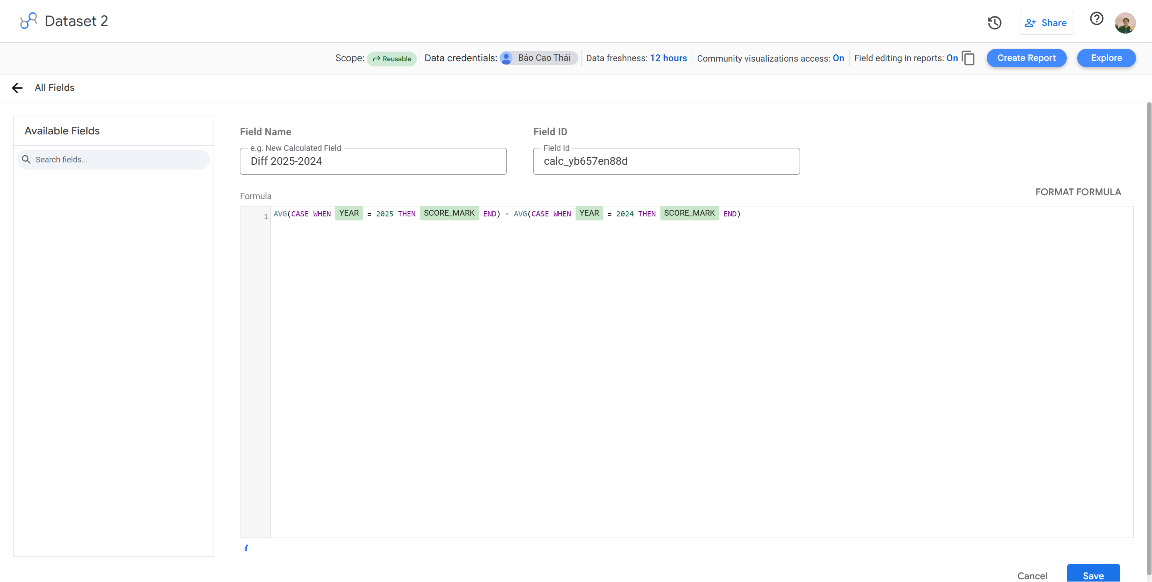 Dataset 2
Share
Scope: Reusable Data credentials: Bảo Cao Thái Data freshness: 12 hours Community visualizations access: On Field editing in reports: On Create Report Explore
All Fields
Available Fields
Search fields...
Field Name
e.g. New Calculated Field
Diff 2025-2024
Field ID
Field Id
calc_yb657en88d
Formula
FORMAT FORMULA
1 AVG(CASE WHEN YEAR = 2025 THEN SCORE_MARK END) - AVG(CASE WHEN YEAR = 2024 THEN SCORE_MARK END)
i
Cancel Save